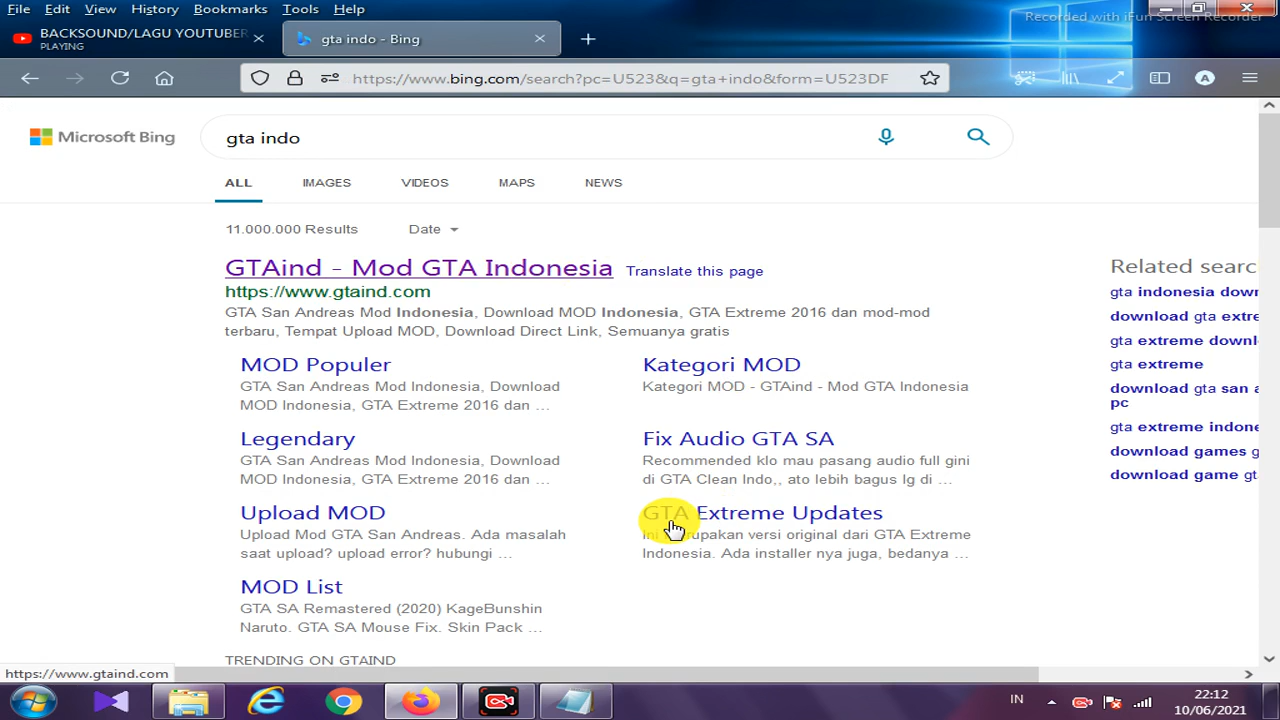 File Edit View History Bookmarks Tools Help
Recorded with iFun Screen Recorder
BACKSOUND/LAGU YOUTUBER
PLAYING
gta indo - Bing
https://www.bing.com/search?pc=U523&q=gta+indo&form=U523DF
A
Microsoft Bing
gta indo
ALL IMAGES VIDEOS MAPS NEWS
11.000.000 Results Date
GTAind - Mod GTA Indonesia Translate this page
https://www.gtaind.com
GTA San Andreas Mod Indonesia, Download MOD Indonesia, GTA Extreme 2016 dan mod-mod
terbaru, Tempat Upload MOD, Download Direct Link, Semuanya gratis
MOD Populer
GTA San Andreas Mod Indonesia, Download
MOD Indonesia, GTA Extreme 2016 dan ...
Kategori MOD
Kategori MOD - GTAind - Mod GTA Indonesia
Legendary
GTA San Andreas Mod Indonesia, Download
MOD Indonesia, GTA Extreme 2016 dan ...
Fix Audio GTA SA
Recommended klo mau pasang audio full gini
di GTA Clean Indo,, ato lebih bagus lg di ...
Upload MOD
Upload Mod GTA San Andreas. Ada masalah
saat upload? upload error? hubungi ...
GTA Extreme Updates
Ini merupakan versi original dari GTA Extreme
Indonesia. Ada installer nya juga, bedanya ...
MOD List
GTA SA Remastered (2020) KageBunshin
Naruto. GTA SA Mouse Fix. Skin Pack ...
TRENDING ON GTAIND
Related searc
gta indonesia down
download gta extre
gta extreme downl
gta extreme
download gta san a
pc
gta extreme indone
download games g
download game gt
https://www.gtaind.com
IN
22:12
10/06/2021